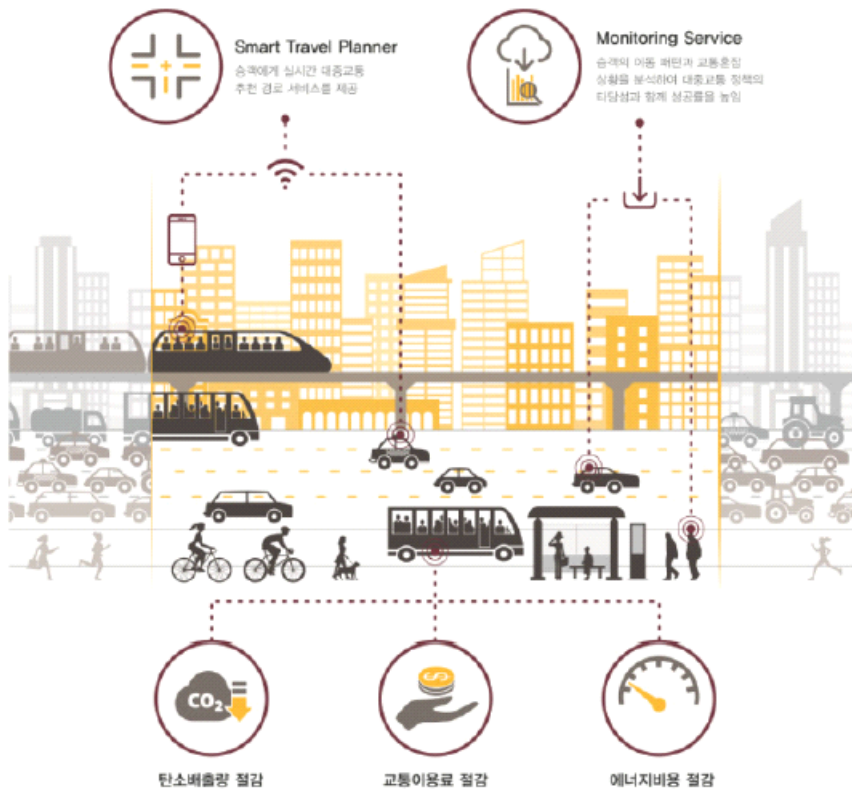 Smart Travel Planner
승객에게 실시간 대중교통
추천 경로 서비스를 제공
Monitoring Service
승객의 이동 패턴과 교통혼잡
상황을 분석하여 대중교통 정책의
타당성과 함께 성공률을 높임
CO₂
탄소배출량 절감
교통이용료 절감
에너지비용 절감